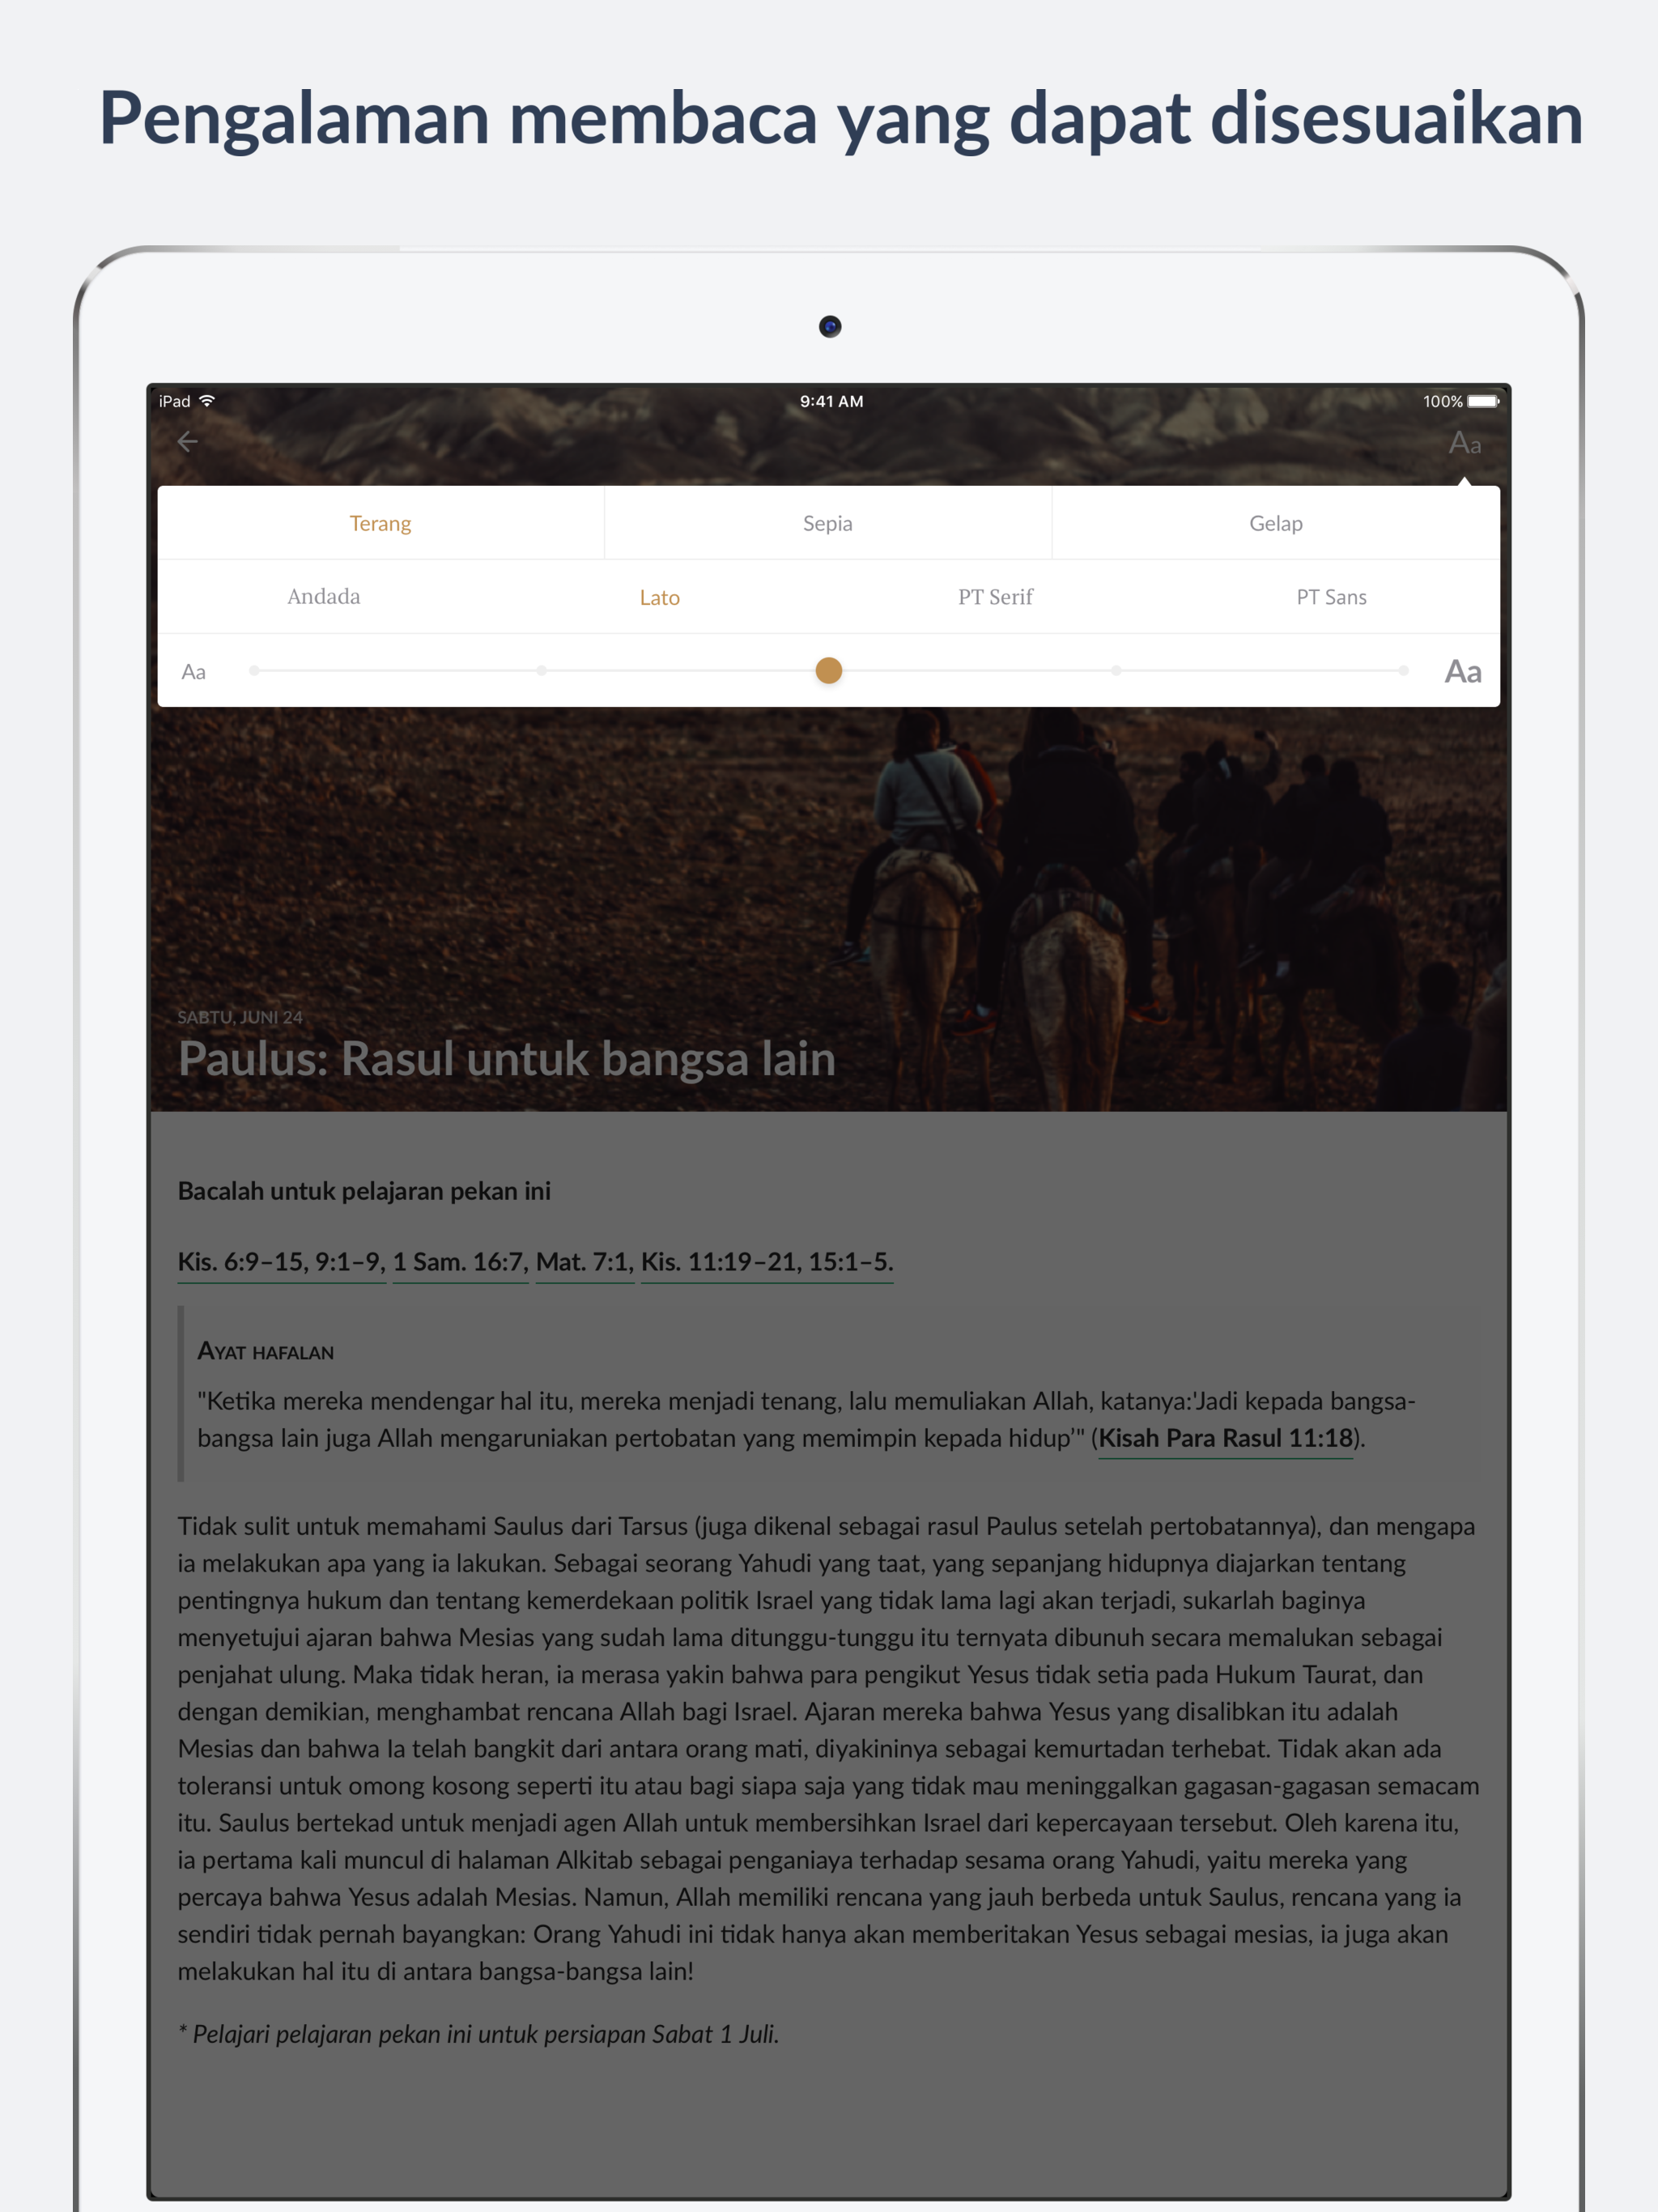 Pengalaman membaca yang dapat disesuaikan
iPad 9:41 AM 100%
Aa
Terang Sepia Gelap
Andada Lato PT Serif PT Sans
Aa Aa
SABTU, JUNI 24
Paulus: Rasul untuk bangsa lain
Bacalah untuk pelajaran pekan ini
Kis. 6:9–15, 9:1–9, 1 Sam. 16:7, Mat. 7:1, Kis. 11:19–21, 15:1–5.
Ayat hafalan
"Ketika mereka mendengar hal itu, mereka menjadi tenang, lalu memuliakan Allah, katanya:'Jadi kepada bangsa-
bangsa lain juga Allah mengaruniakan pertobatan yang memimpin kepada hidup’" (Kisah Para Rasul 11:18).
Tidak sulit untuk memahami Saulus dari Tarsus (juga dikenal sebagai rasul Paulus setelah pertobatannya), dan mengapa
ia melakukan apa yang ia lakukan. Sebagai seorang Yahudi yang taat, yang sepanjang hidupnya diajarkan tentang
pentingnya hukum dan tentang kemerdekaan politik Israel yang tidak lama lagi akan terjadi, sukarlah baginya
menyetujui ajaran bahwa Mesias yang sudah lama ditunggu-tunggu itu ternyata dibunuh secara memalukan sebagai
penjahat ulung. Maka tidak heran, ia merasa yakin bahwa para pengikut Yesus tidak setia pada Hukum Taurat, dan
dengan demikian, menghambat rencana Allah bagi Israel. Ajaran mereka bahwa Yesus yang disalibkan itu adalah
Mesias dan bahwa Ia telah bangkit dari antara orang mati, diyakininya sebagai kemurtadan terhebat. Tidak akan ada
toleransi untuk omong kosong seperti itu atau bagi siapa saja yang tidak mau meninggalkan gagasan-gagasan semacam
itu. Saulus bertekad untuk menjadi agen Allah untuk membersihkan Israel dari kepercayaan tersebut. Oleh karena itu,
ia pertama kali muncul di halaman Alkitab sebagai penganiaya terhadap sesama orang Yahudi, yaitu mereka yang
percaya bahwa Yesus adalah Mesias. Namun, Allah memiliki rencana yang jauh berbeda untuk Saulus, rencana yang ia
sendiri tidak pernah bayangkan: Orang Yahudi ini tidak hanya akan memberitakan Yesus sebagai mesias, ia juga akan
melakukan hal itu di antara bangsa-bangsa lain!
* Pelajari pelajaran pekan ini untuk persiapan Sabat 1 Juli.